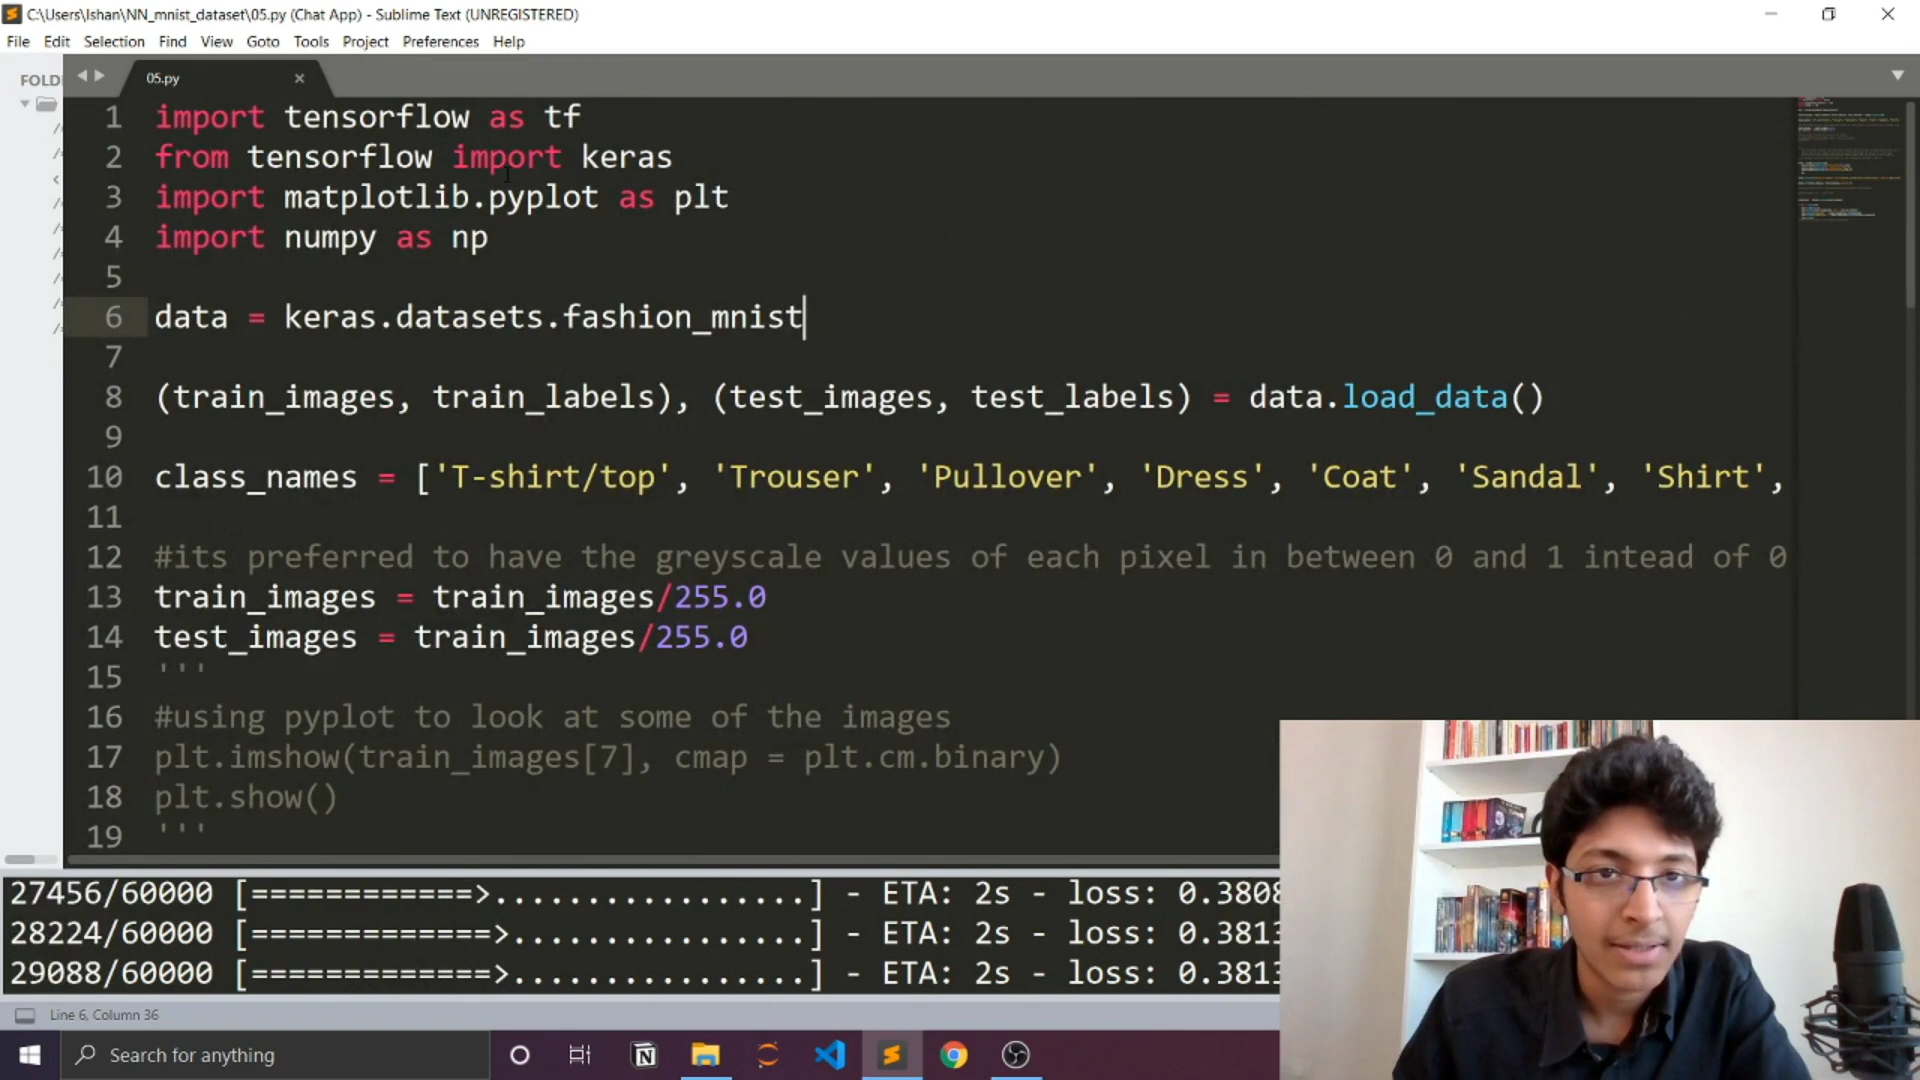 C:\Users\Ishan\NN_mnist_dataset\05.py (Chat App) - Sublime Text (UNREGISTERED)
File Edit Selection Find View Goto Tools Project Preferences Help
FOLD
05.py
1 import tensorflow as tf
2 from tensorflow import keras
3 import matplotlib.pyplot as plt
4 import numpy as np
5
6 data = keras.datasets.fashion_mnist
7
8 (train_images, train_labels), (test_images, test_labels) = data.load_data()
9
10 class_names = ['T-shirt/top', 'Trouser', 'Pullover', 'Dress', 'Coat', 'Sandal', 'Shirt',
11
12 #its preferred to have the greyscale values of each pixel in between 0 and 1 intead of 0
13 train_images = train_images/255.0
14 test_images = train_images/255.0
15 '''
16 #using pyplot to look at some of the images
17 plt.imshow(train_images[7], cmap = plt.cm.binary)
18 plt.show()
19 '''
27456/60000 [============>.................] - ETA: 2s - loss: 0.3808
28224/60000 [=============>................] - ETA: 2s - loss: 0.3813
29088/60000 [=============>................] - ETA: 2s - loss: 0.3813
Line 6, Column 36
Search for anything